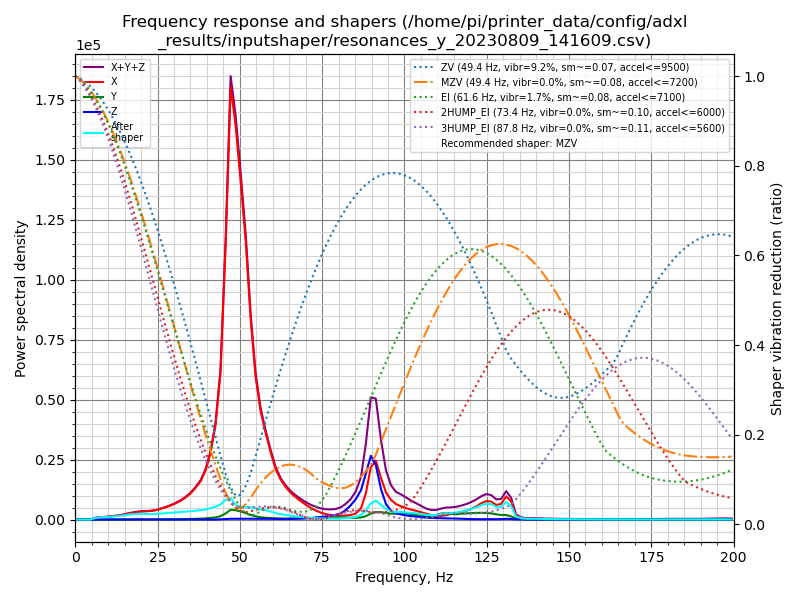 Frequency response and shapers (/home/pi/printer_data/config/adxl
_results/inputshaper/resonances_y_20230809_141609.csv)
1e5
X+Y+Z
X
Y
Z
After
shaper
ZV (49.4 Hz, vibr=9.2%, sm~=0.07, accel<=9500)
MZV (49.4 Hz, vibr=0.0%, sm~=0.08, accel<=7200)
EI (61.6 Hz, vibr=1.7%, sm~=0.08, accel<=7100)
2HUMP_EI (73.4 Hz, vibr=0.0%, sm~=0.10, accel<=6000)
3HUMP_EI (87.8 Hz, vibr=0.0%, sm~=0.11, accel<=5600)
Recommended shaper: MZV
Power spectral density
1.75
1.50
1.25
1.00
0.75
0.50
0.25
0.00
1.0
0.8
0.6
0.4
0.2
0.0
Shaper vibration reduction (ratio)
0 25 50 75 100 125 150 175 200
Frequency, Hz